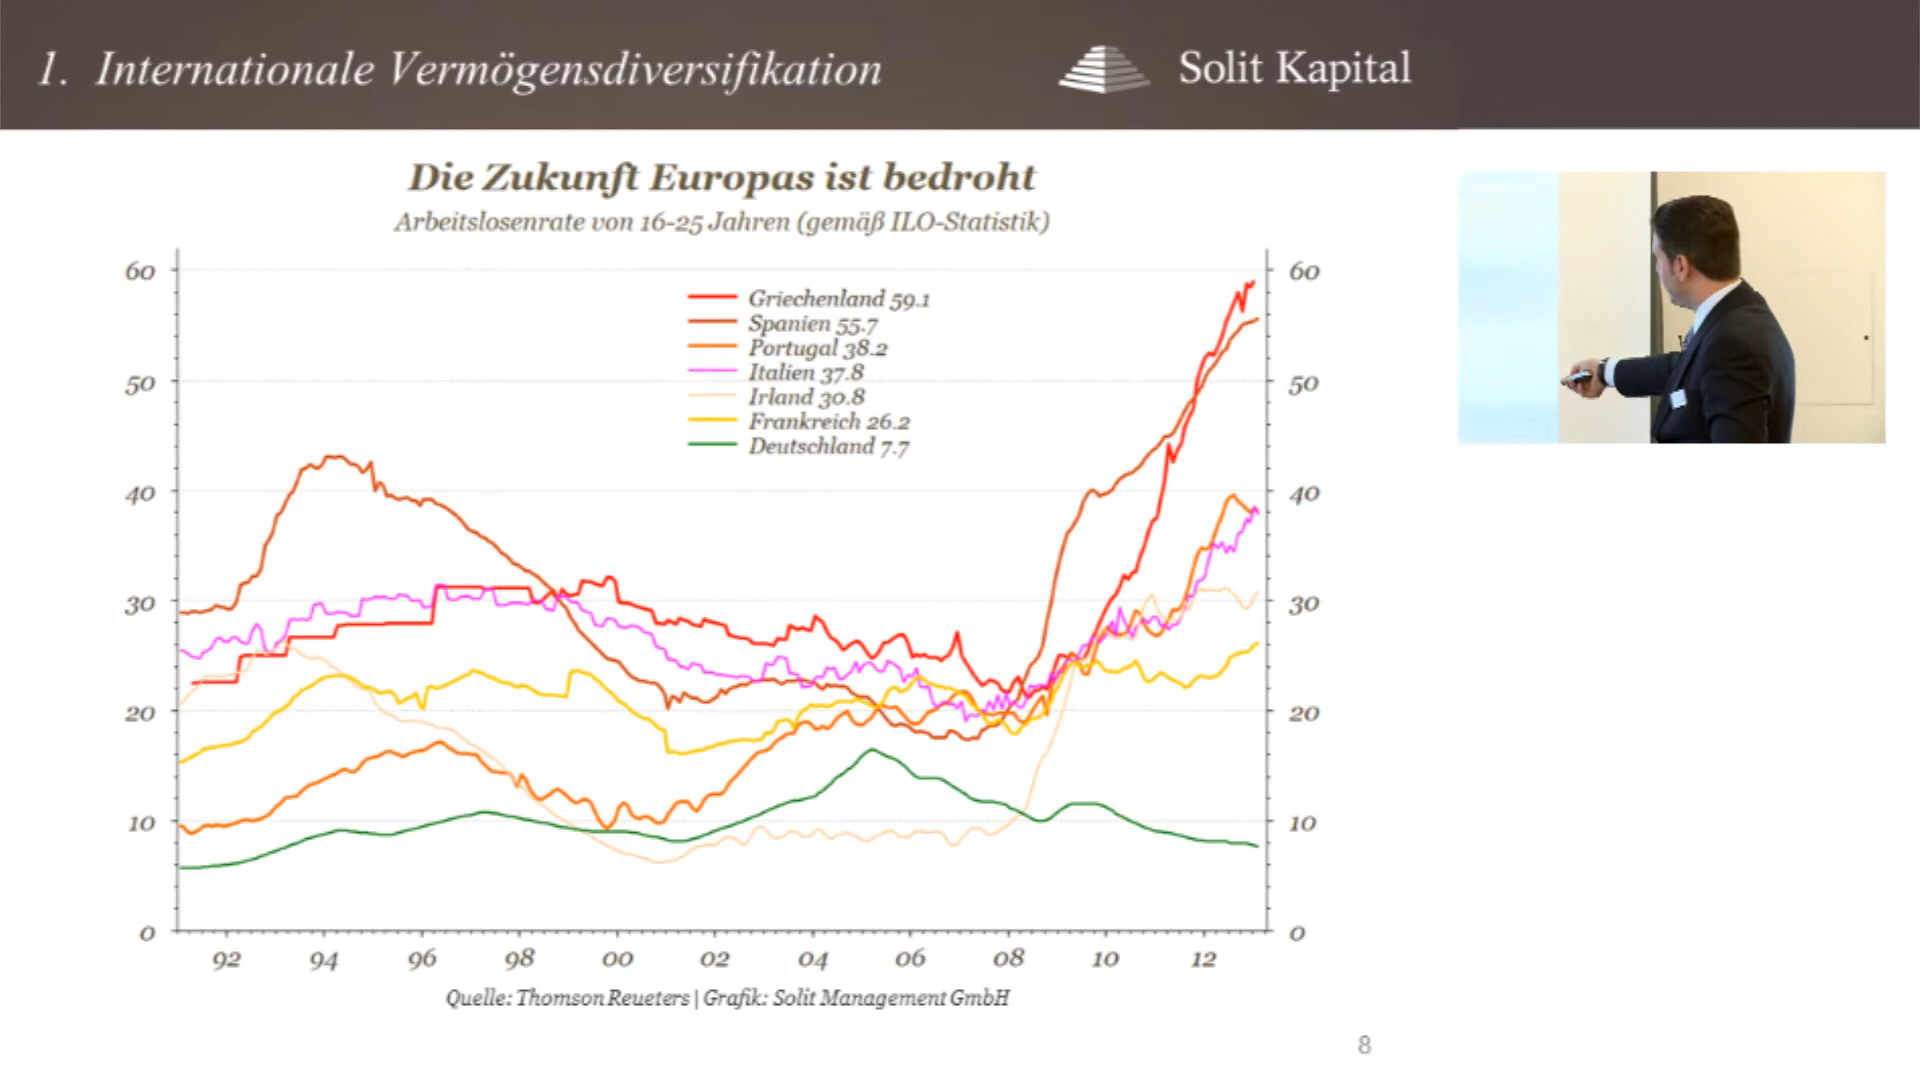 1. Internationale Vermögensdiversifikation
Solit Kapital
Die Zukunft Europas ist bedroht
Arbeitslosenrate von 16-25 Jahren (gemäß ILO-Statistik)
60 60
50 50
40 40
30 30
20 20
10 10
0 0
Griechenland 59.1
Spanien 55.7
Portugal 38.2
Italien 37.8
Irland 30.8
Frankreich 26.2
Deutschland 7.7
92 94 96 98 00 02 04 06 08 10 12
Quelle: Thomson Reueters | Grafik: Solit Management GmbH
8